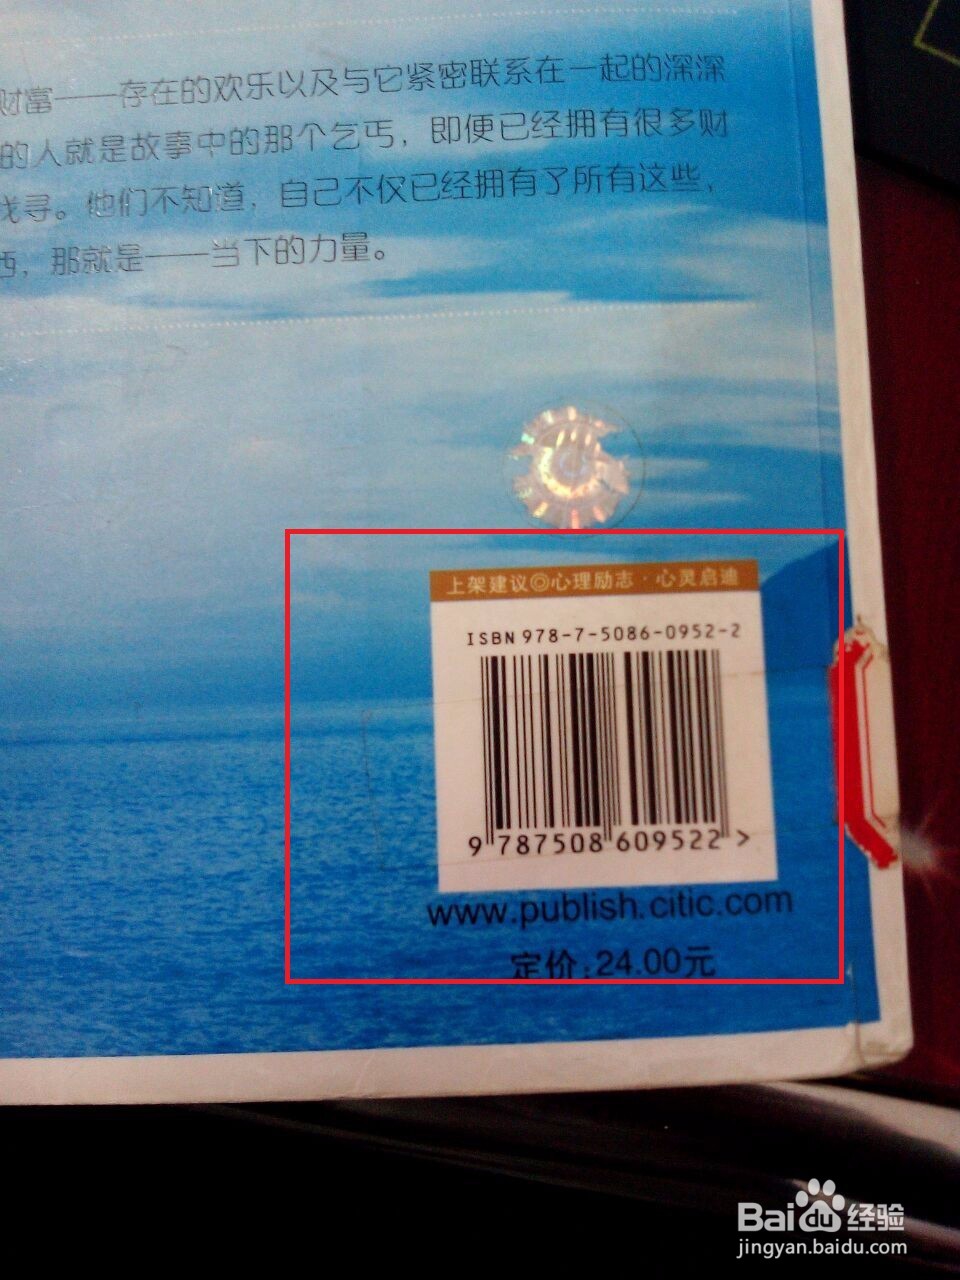 财富——存在的欢乐以及与它紧密联系在一起的深深
的人就是故事中的那个乞丐，即便已经拥有很多财
找寻。他们不知道，自己不仅已经拥有了所有这些，
西，那就是——当下的力量。
上架建议◎心理励志·心灵启迪
ISBN 978-7-5086-0952-2
9 787508 609522 >
www.publish.citic.com
定价：24.00元
Baidu经验
jingyan.baidu.com